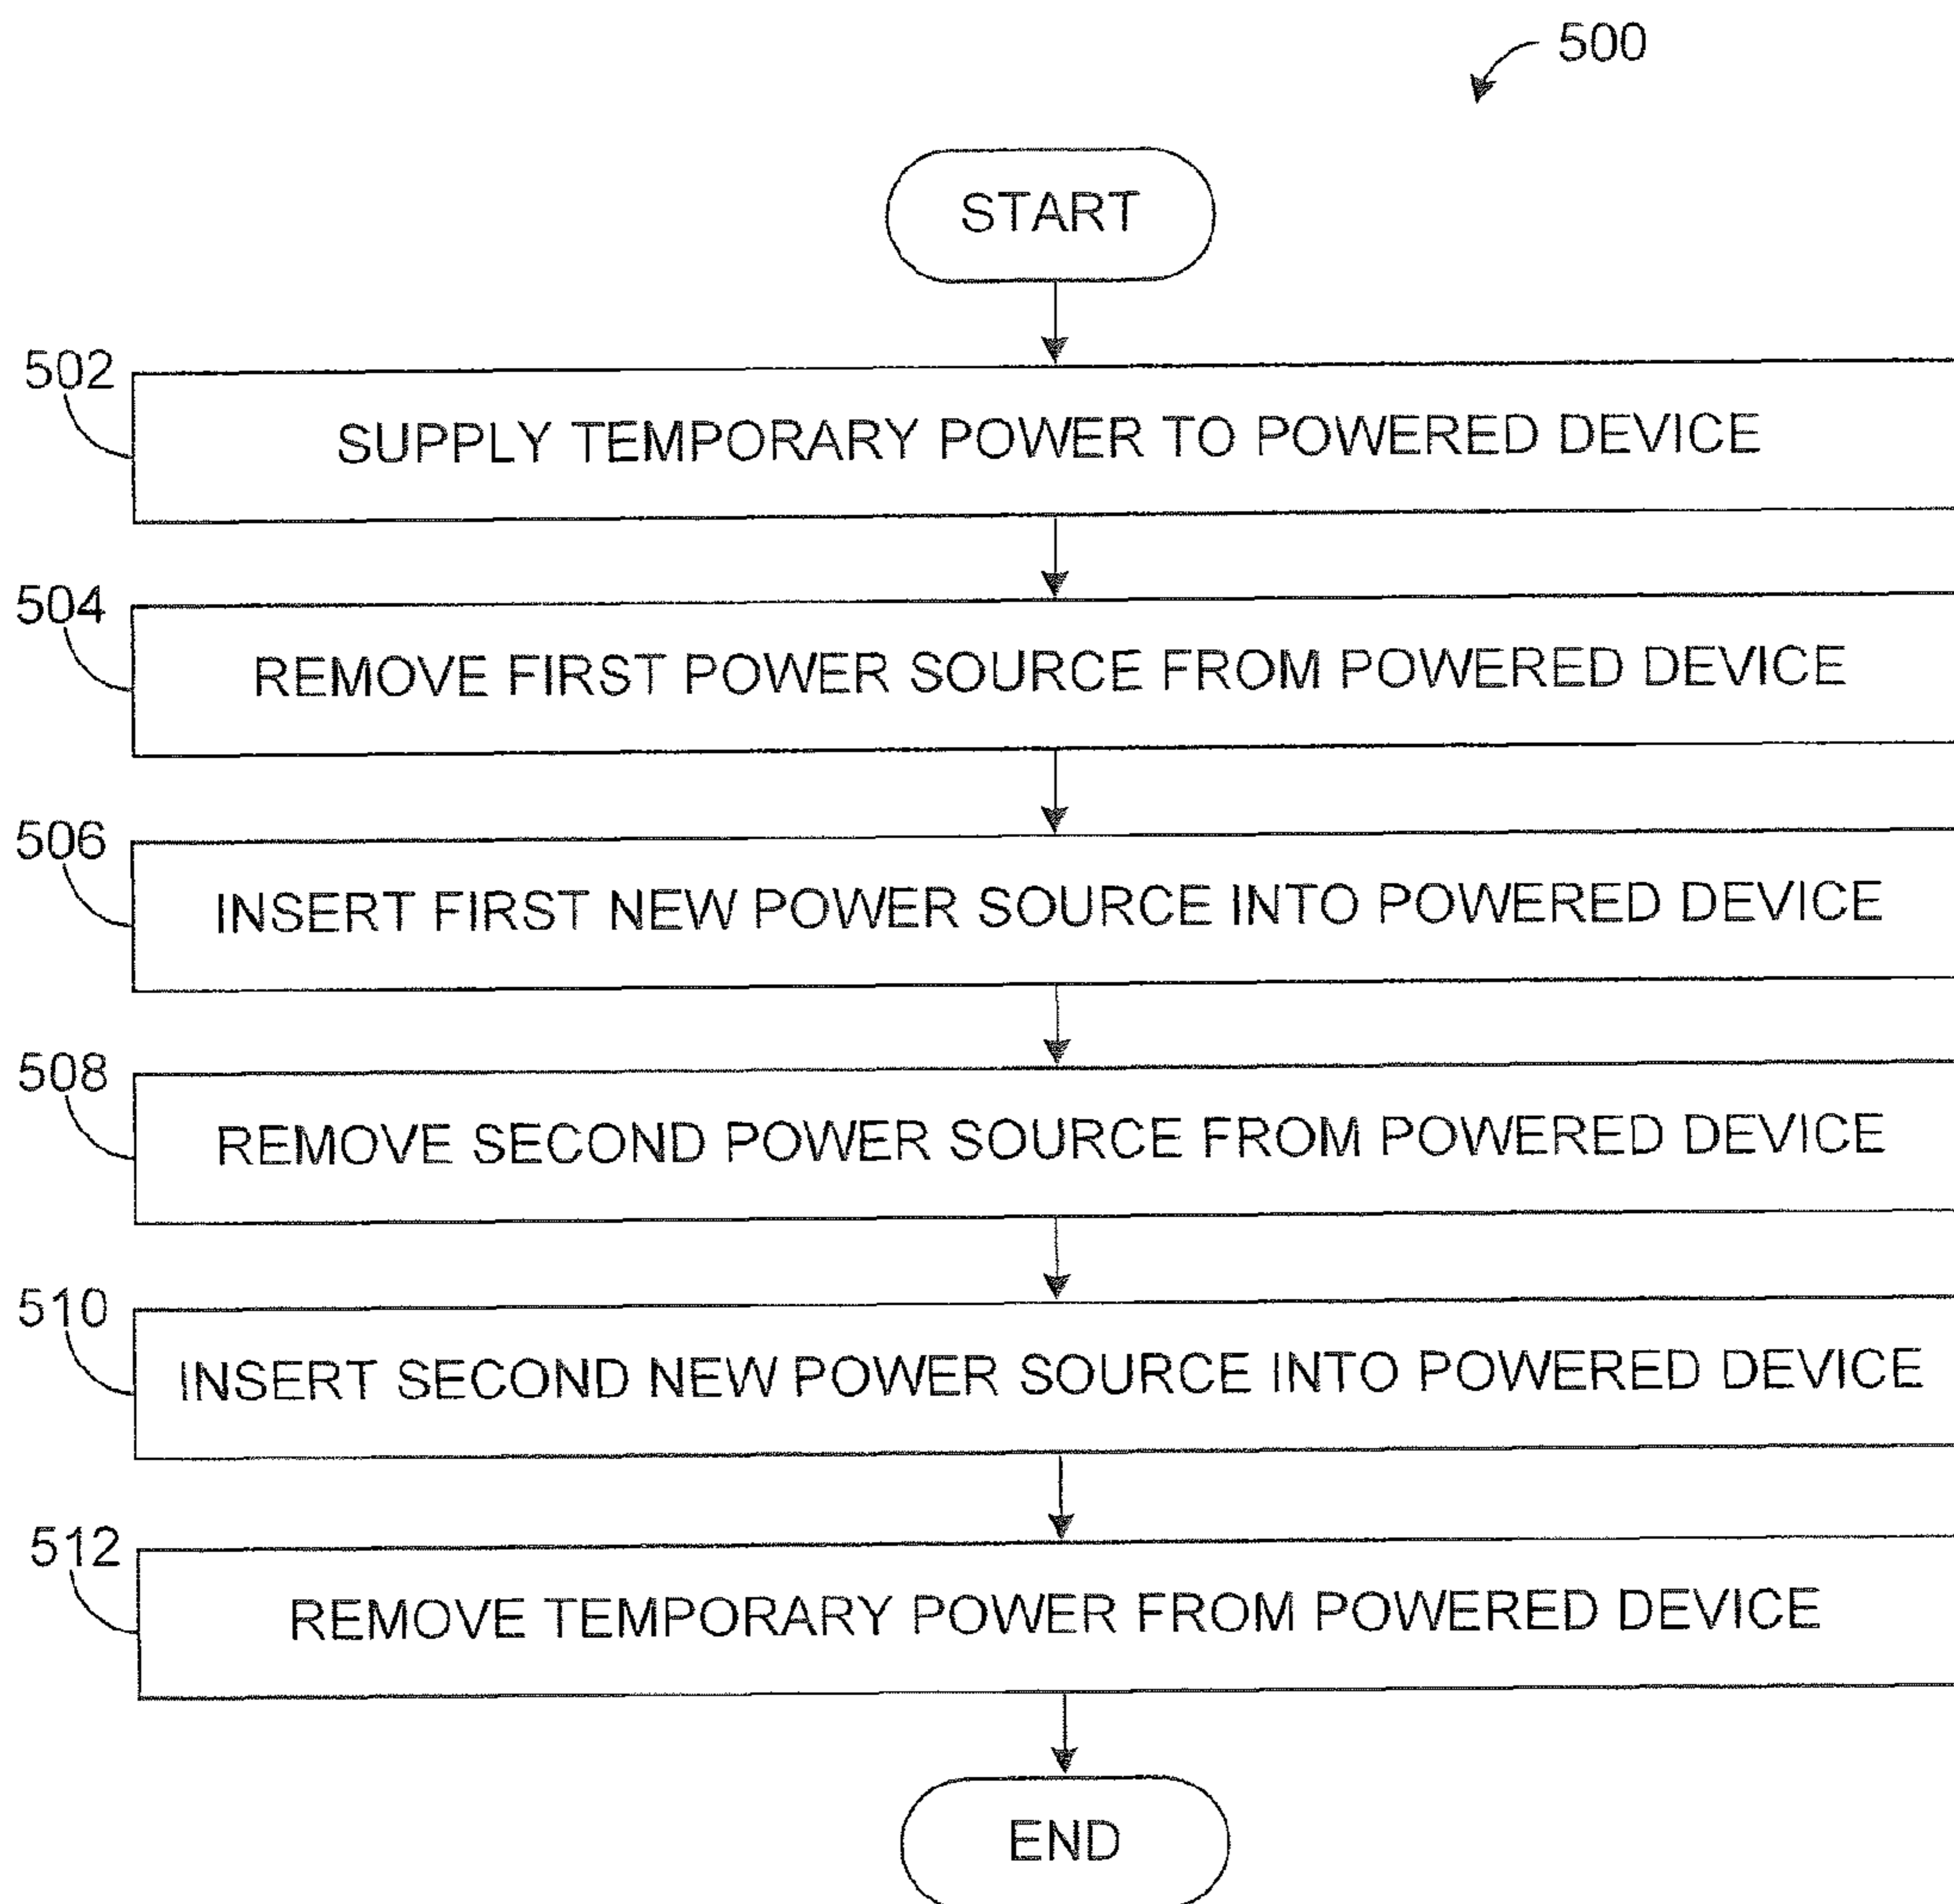 500
START
502
SUPPLY TEMPORARY POWER TO POWERED DEVICE
504
REMOVE FIRST POWER SOURCE FROM POWERED DEVICE
506
INSERT FIRST NEW POWER SOURCE INTO POWERED DEVICE
508
REMOVE SECOND POWER SOURCE FROM POWERED DEVICE
510
INSERT SECOND NEW POWER SOURCE INTO POWERED DEVICE
512
REMOVE TEMPORARY POWER FROM POWERED DEVICE
END